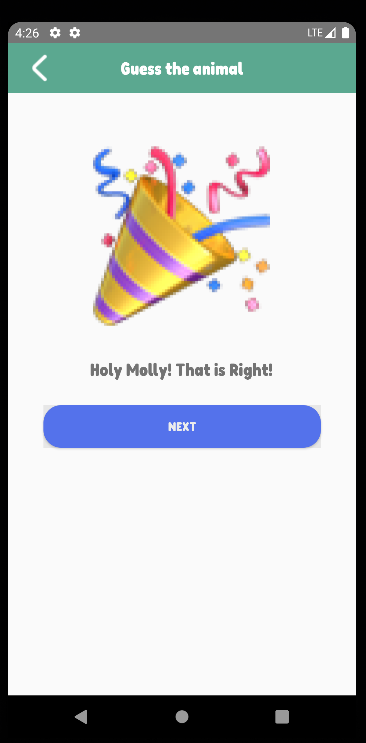 4:26 LTE
Guess the animal
Holy Molly! That is Right!
NEXT